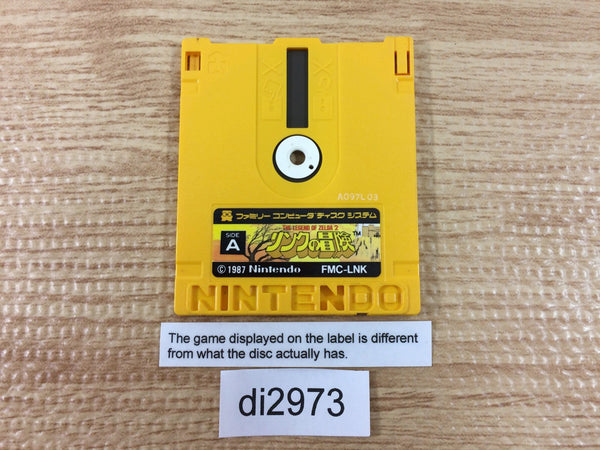 A097L 03
ファミリー コンピュータ ディスク システム
SIDE
A
THE LEGEND OF ZELDA 2
リンクの冒険
TM
©1987 Nintendo FMC-LNK
NINTENDO
The game displayed on the label is different
from what the disc actually has.
di2973